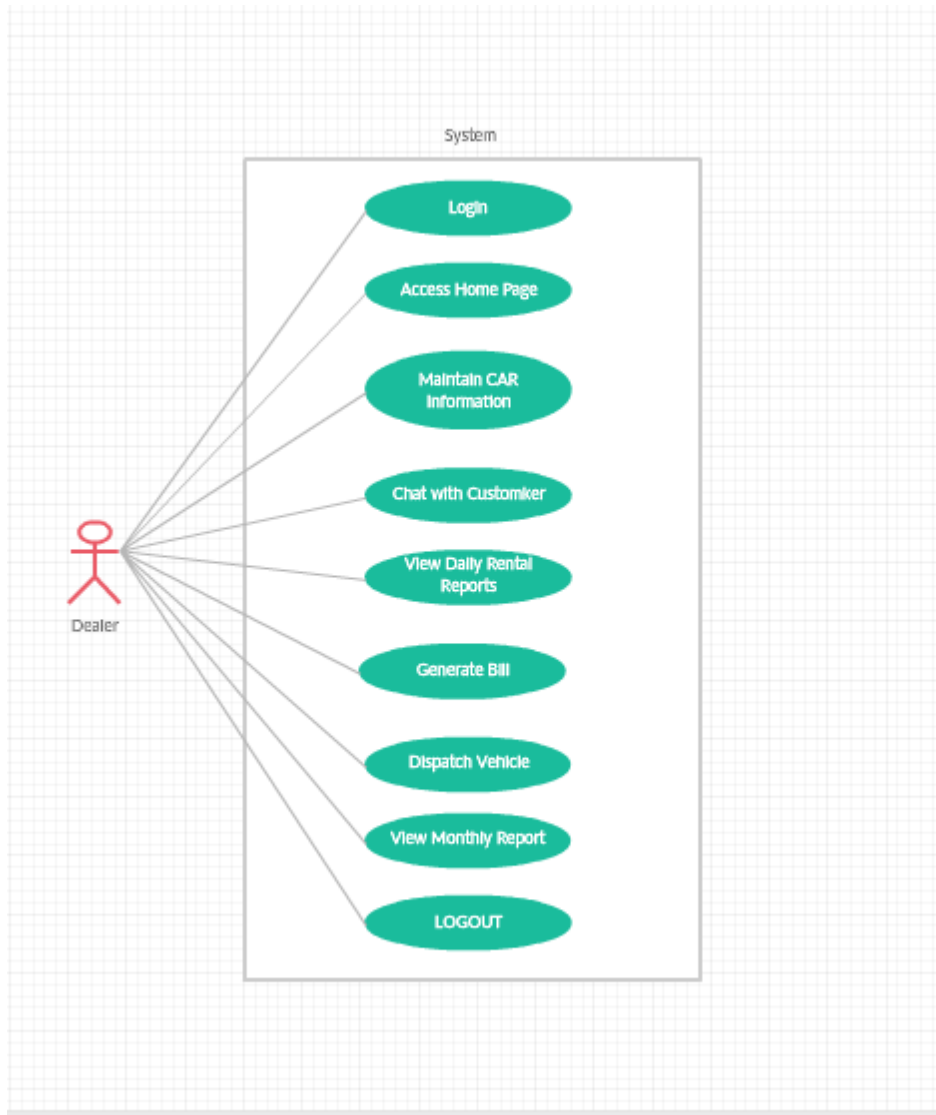 System
Login
Access Home Page
Maintain CAR
Information
Chat with Customker
View Daily Rental
Reports
Dealer
Generate Bill
Dispatch Vehicle
View Monthly Report
LOGOUT